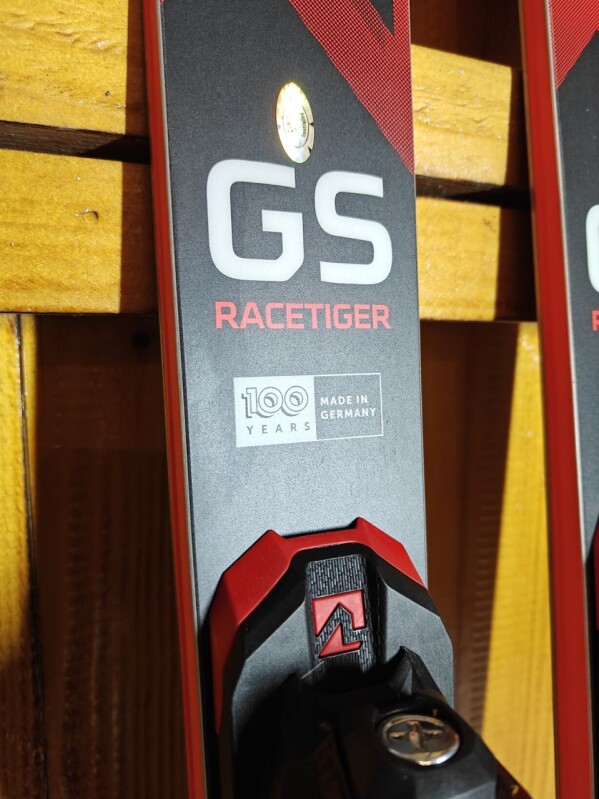 GS
RACETIGER
100
YEARS
MADE IN
GERMANY